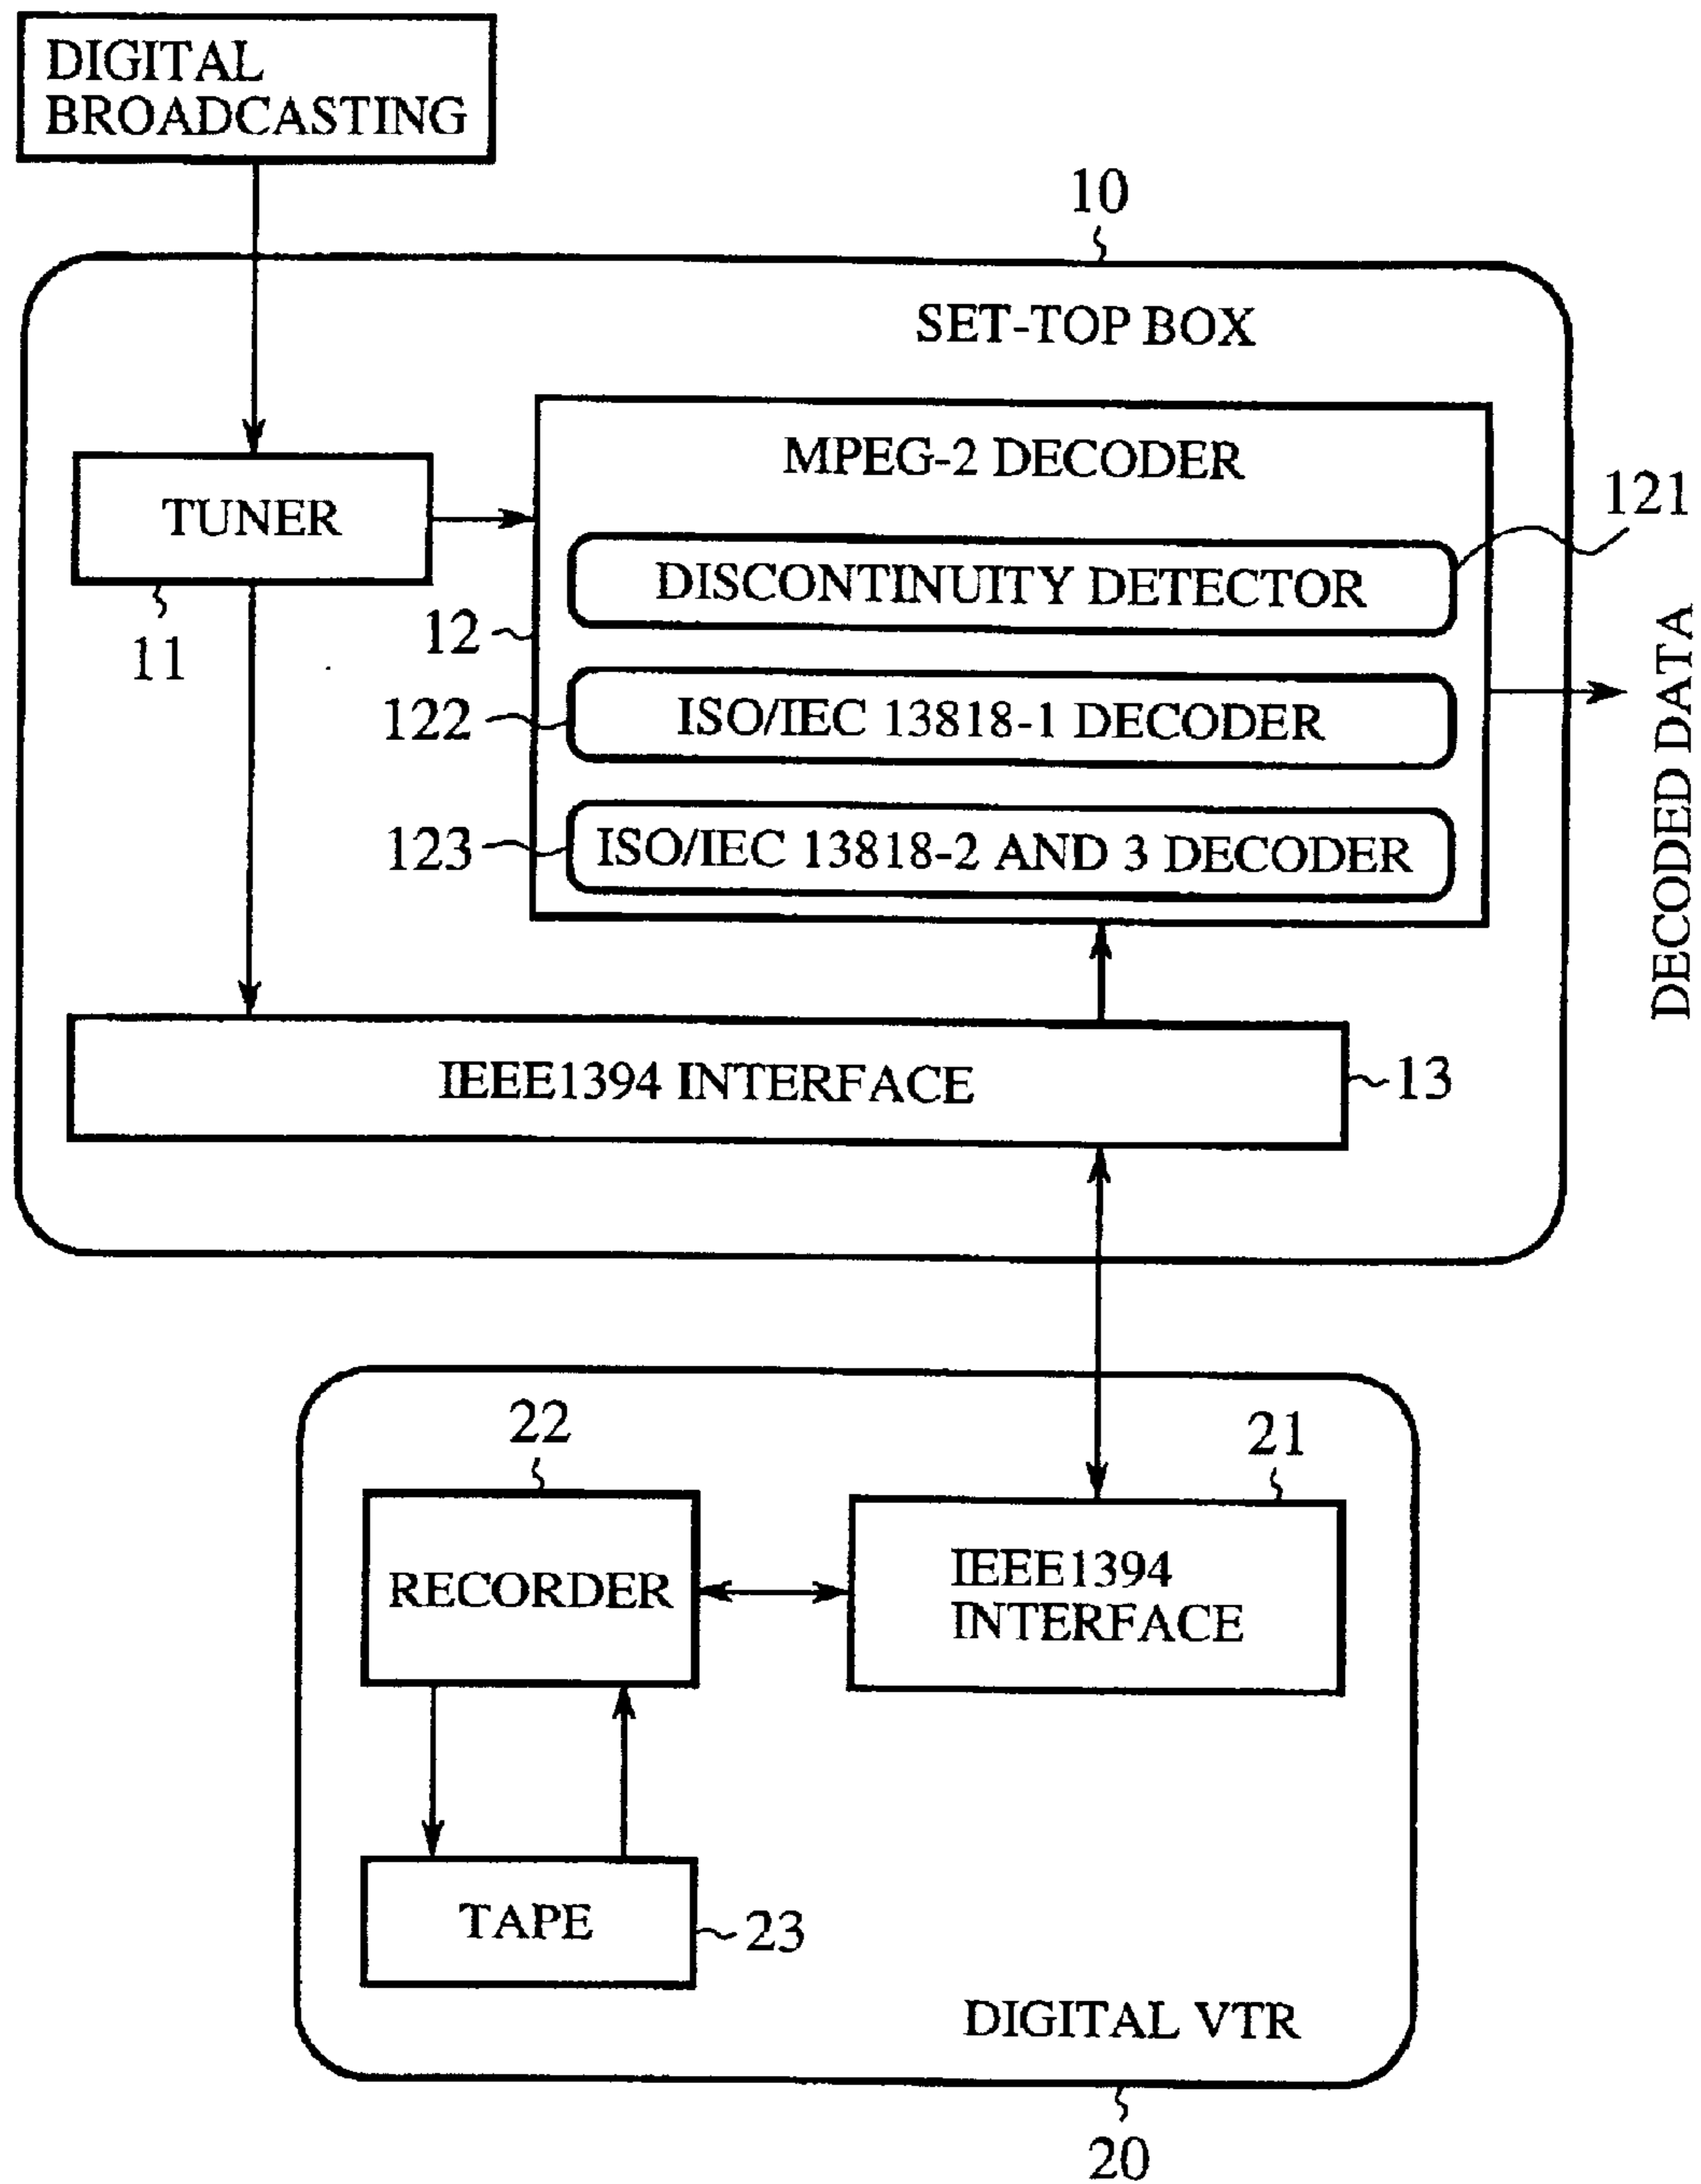 DIGITAL
BROADCASTING
10
SET-TOP BOX
MPEG-2 DECODER
TUNER
121
DISCONTINUITY DETECTOR
11
12
122
ISO/IEC 13818-1 DECODER
DECODED DATA
123
ISO/IEC 13818-2 AND 3 DECODER
IEEE1394 INTERFACE
13
22
21
RECORDER
IEEE1394
INTERFACE
TAPE
23
DIGITAL VTR
20